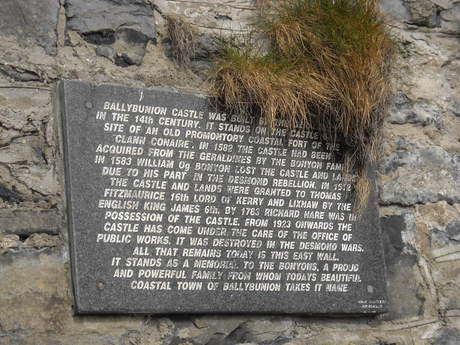 BALLYBUNION CASTLE WAS BUILT
IN THE 14TH CENTURY. IT STANDS ON THE CASTLE
SITE OF AN OLD PROMONTORY COASTAL FORT OF THE
CLANN CONAIRE. IN 1582 THE CASTLE HAD BEEN
ACQUIRED FROM THE GERALDINES BY THE BONYON FAM
IN 1583 WILLIAM OG BONYON LOST THE CASTLE AND LANDS
DUE TO HIS PART IN THE DESMOND REBELLION. IN
THE CASTLE AND LANDS WERE GRANTED TO THOMAS
FITZMAURICE 16TH LORD OF KERRY AND LIXNAW BY THE
ENGLISH KING JAMES 6TH. BY 1763 RICHARD HARE WAS IN
POSSESSION OF THE CASTLE. FROM 1923 ONWARDS THE
CASTLE HAS COME UNDER THE CARE OF THE OFFICE OF
PUBLIC WORKS. IT WAS DESTROYED IN THE DESMOND WARS.
ALL THAT REMAINS TODAY IS THIS EAST WALL.
IT STANDS AS A MEMORIAL TO THE BONYONS, A PROUD
AND POWERFUL FAMILY FROM WHOM TODAYS BEAUTIFUL
COASTAL TOWN OF BALLYBUNION TAKES IT NAME